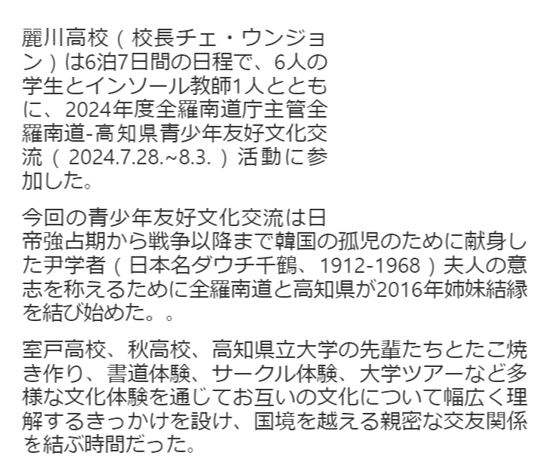 麗川高校（校長チェ・ウンジョ
ン）は6泊7日間の日程で、6人の
学生とインソール教師1人ととも
に、2024年度全羅南道庁主管全
羅南道-高知県青少年友好文化交
流（2024.7.28.~8.3.）活動に参
加した。
今回の青少年友好文化交流は日
帝強占期から戦争以降まで韓国の孤児のために献身し
た尹学者（日本名ダウチ千鶴、1912-1968）夫人の意
志を称えるために全羅南道と高知県が2016年姉妹結縁
を結び始めた。。
室戸高校、秋高校、高知県立大学の先輩たちとたこ焼
き作り、書道体験、サークル体験、大学ツアーなど多
様な文化体験を通じてお互いの文化について幅広く理
解するきっかけを設け、国境を越える親密な交友関係
を結ぶ時間だった。